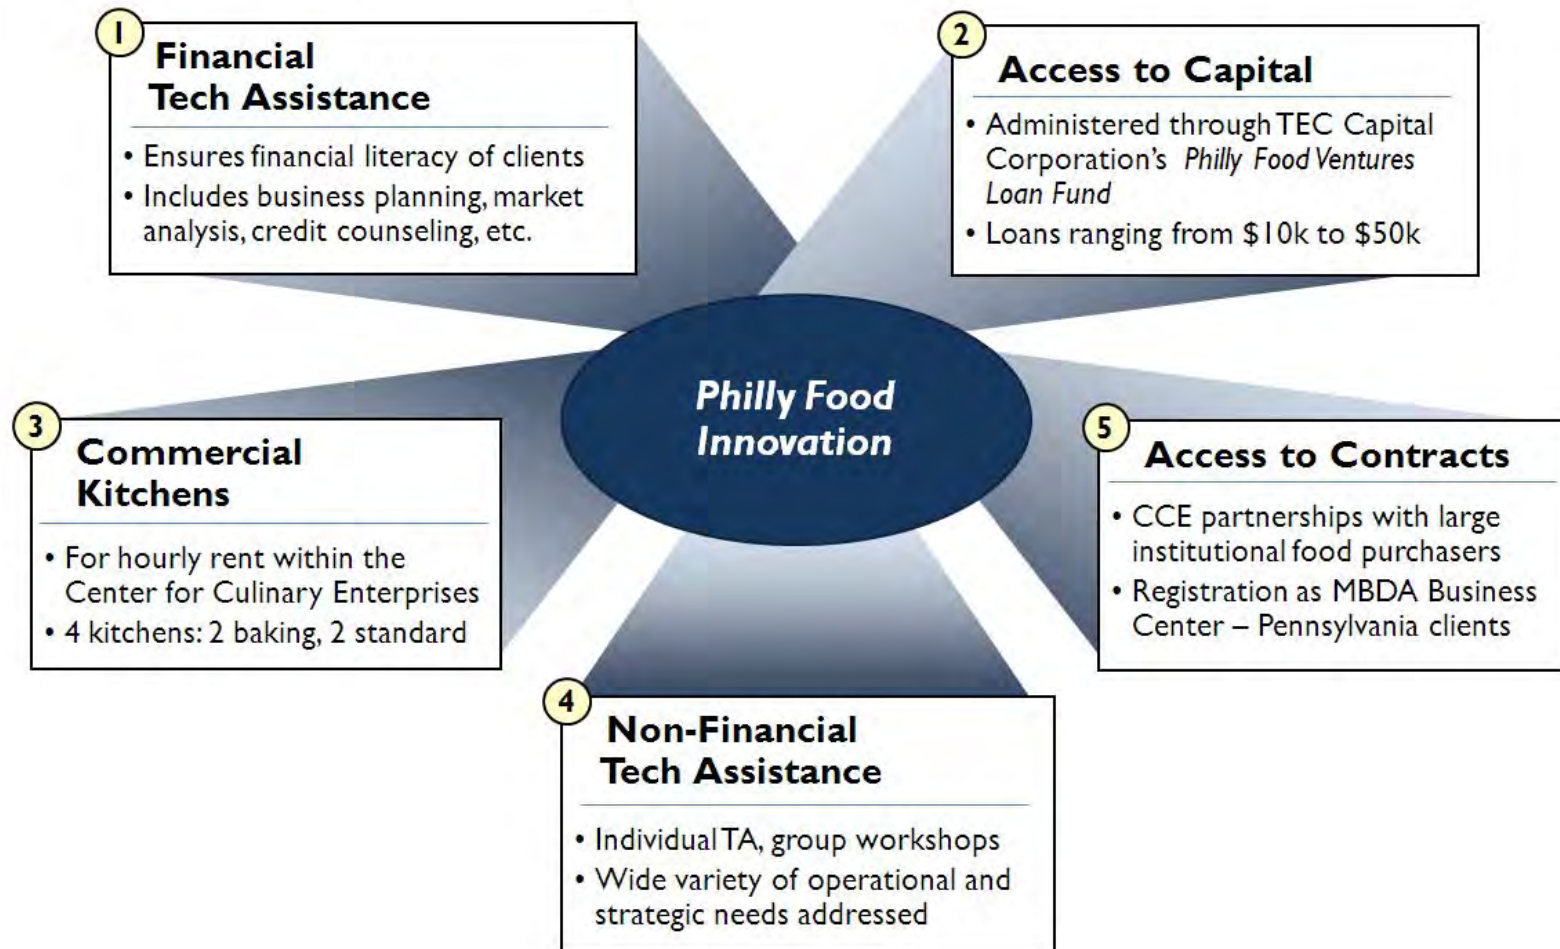 1
Financial
Tech Assistance
• Ensures financial literacy of clients
• Includes business planning, market
analysis, credit counseling, etc.
2
Access to Capital
• Administered through TEC Capital
Corporation's Philly Food Ventures
Loan Fund
• Loans ranging from $10k to $50k
Philly Food
Innovation
3
Commercial
Kitchens
• For hourly rent within the
Center for Culinary Enterprises
• 4 kitchens: 2 baking, 2 standard
4
Non-Financial
Tech Assistance
• Individual TA, group workshops
• Wide variety of operational and
strategic needs addressed
5
Access to Contracts
• CCE partnerships with large
institutional food purchasers
• Registration as MBDA Business
Center – Pennsylvania clients